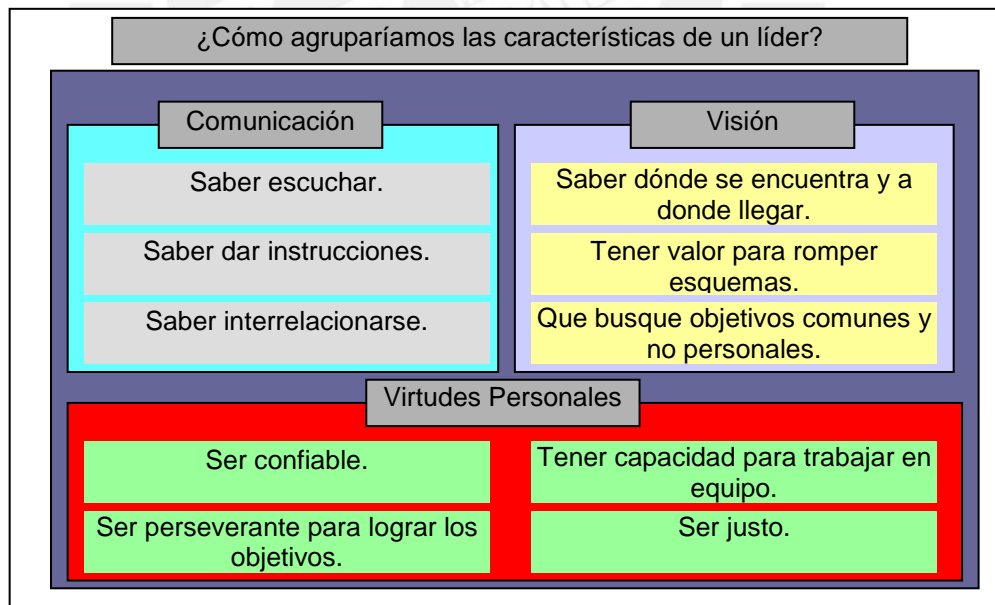 ¿Cómo agruparíamos las características de un líder?
Comunicación
Saber escuchar.
Saber dar instrucciones.
Saber interrelacionarse.
Visión
Saber dónde se encuentra y a
donde llegar.
Tener valor para romper
esquemas.
Que busque objetivos comunes y
no personales.
Virtudes Personales
Ser confiable.
Tener capacidad para trabajar en
equipo.
Ser perseverante para lograr los
objetivos.
Ser justo.